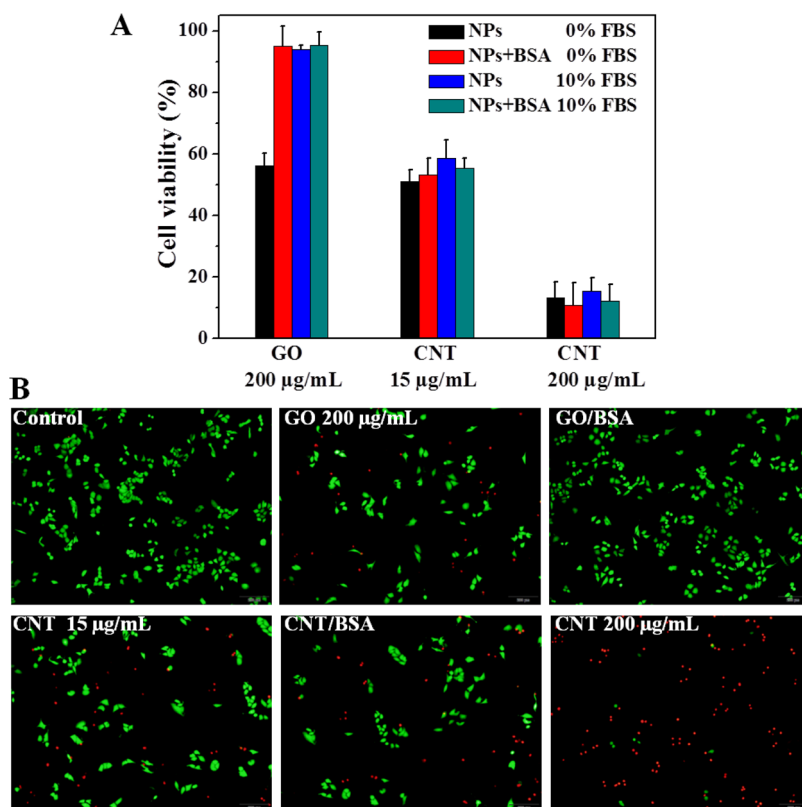 A
100
80
60
40
20
0
Cell viability (%)
NPs 0% FBS
NPs+BSA 0% FBS
NPs 10% FBS
NPs+BSA 10% FBS
GO CNT CNT
200 µg/mL 15 µg/mL 200 µg/mL
B
Control GO 200 µg/mL GO/BSA
CNT 15 µg/mL CNT/BSA CNT 200 µg/mL